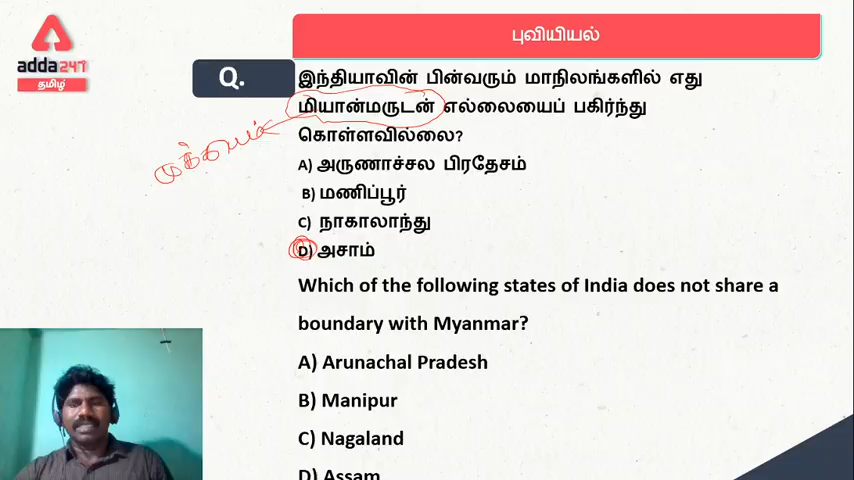 புவியியல்
adda247
தமிழ்
Q.
இந்தியாவின் பின்வரும் மாநிலங்களில் எது
மியான்மருடன் எல்லையைப் பகிர்ந்து
கொள்ளவில்லை?
முக்கியம்
A) அருணாச்சல பிரதேசம்
B) மணிப்பூர்
C) நாகாலாந்து
D) அசாம்
Which of the following states of India does not share a
boundary with Myanmar?
A) Arunachal Pradesh
B) Manipur
C) Nagaland
D) Assam